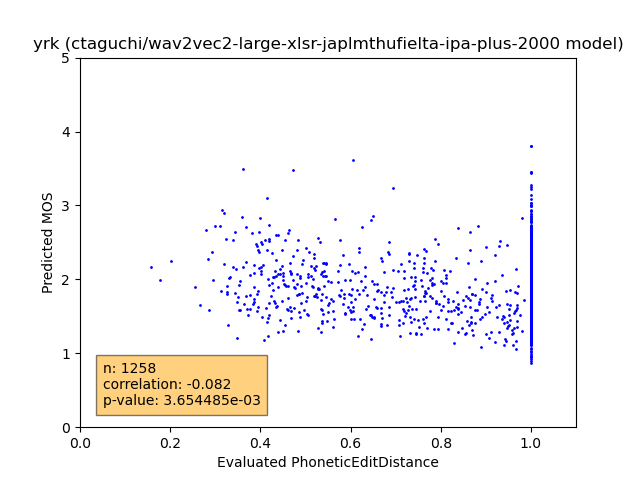 yrk (ctaguchi/wav2vec2-large-xlsr-japlmthufielta-ipa-plus-2000 model)
5
4
3
2
1
0
Predicted MOS
n: 1258
correlation: -0.082
p-value: 3.654485e-03
0.0 0.2 0.4 0.6 0.8 1.0
Evaluated PhoneticEditDistance